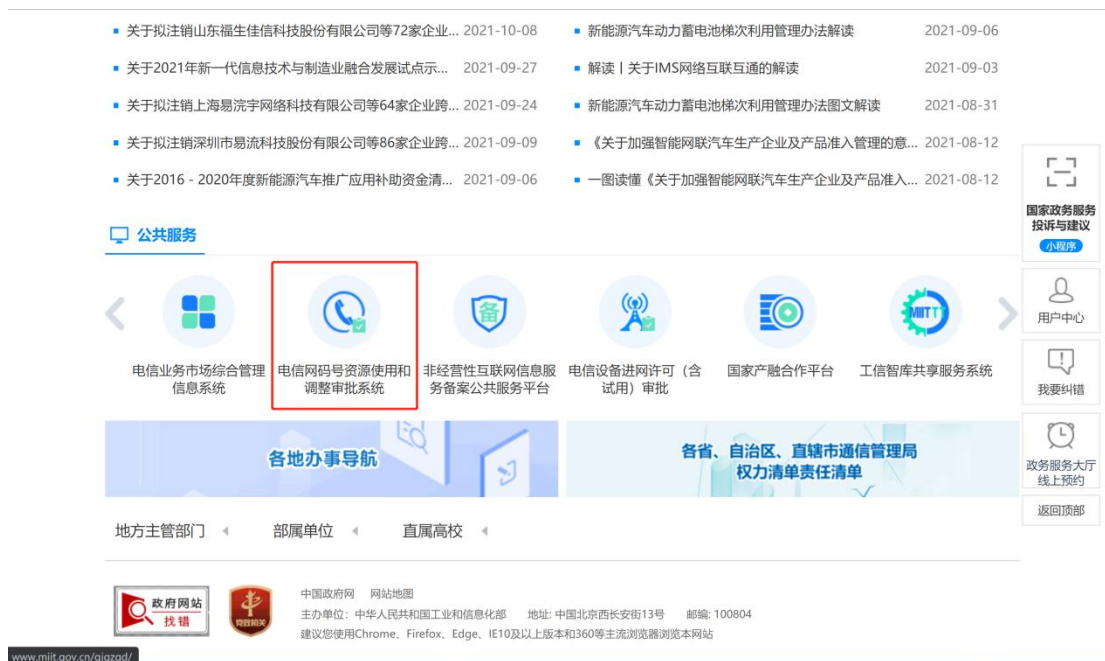 关于拟注销山东福生佳信科技股份有限公司等72家企业... 2021-10-08
关于2021年新一代信息技术与制造业融合发展试点示... 2021-09-27
关于拟注销上海易浣宇网络科技有限公司等64家企业跨... 2021-09-24
关于拟注销深圳市易流科技股份有限公司等86家企业跨... 2021-09-09
关于2016 - 2020年度新能源汽车推广应用补助资金清... 2021-09-06
新能源汽车动力蓄电池梯次利用管理办法解读 2021-09-06
解读丨关于IMS网络互联互通的解读 2021-09-03
新能源汽车动力蓄电池梯次利用管理办法图文解读 2021-08-31
《关于加强智能网联汽车生产企业及产品准入管理的意... 2021-08-12
一图读懂《关于加强智能网联汽车生产企业及产品准入... 2021-08-12
公共服务
电信业务市场综合管理
信息系统
电信网码号资源使用和
调整审批系统
备
非经营性互联网信息服
务备案公共服务平台
电信设备进网许可（含
试用）审批
国家产融合作平台
MIIT TT
工信智库共享服务系统
各地办事导航
各省、自治区、直辖市通信管理局
权力清单责任清单
地方主管部门
部属单位
直属高校
政府网站
找错
党政机关
中国政府网 网站地图
主办单位：中华人民共和国工业和信息化部 地址: 中国北京西长安街13号 邮编: 100804
建议您使用Chrome、Firefox、Edge、IE10及以上版本和360等主流浏览器浏览本网站
国家政务服务
投诉与建议
小程序
用户中心
我要纠错
政务服务大厅
线上预约
返回顶部
www.miit.gov.cn/gjgzgd/